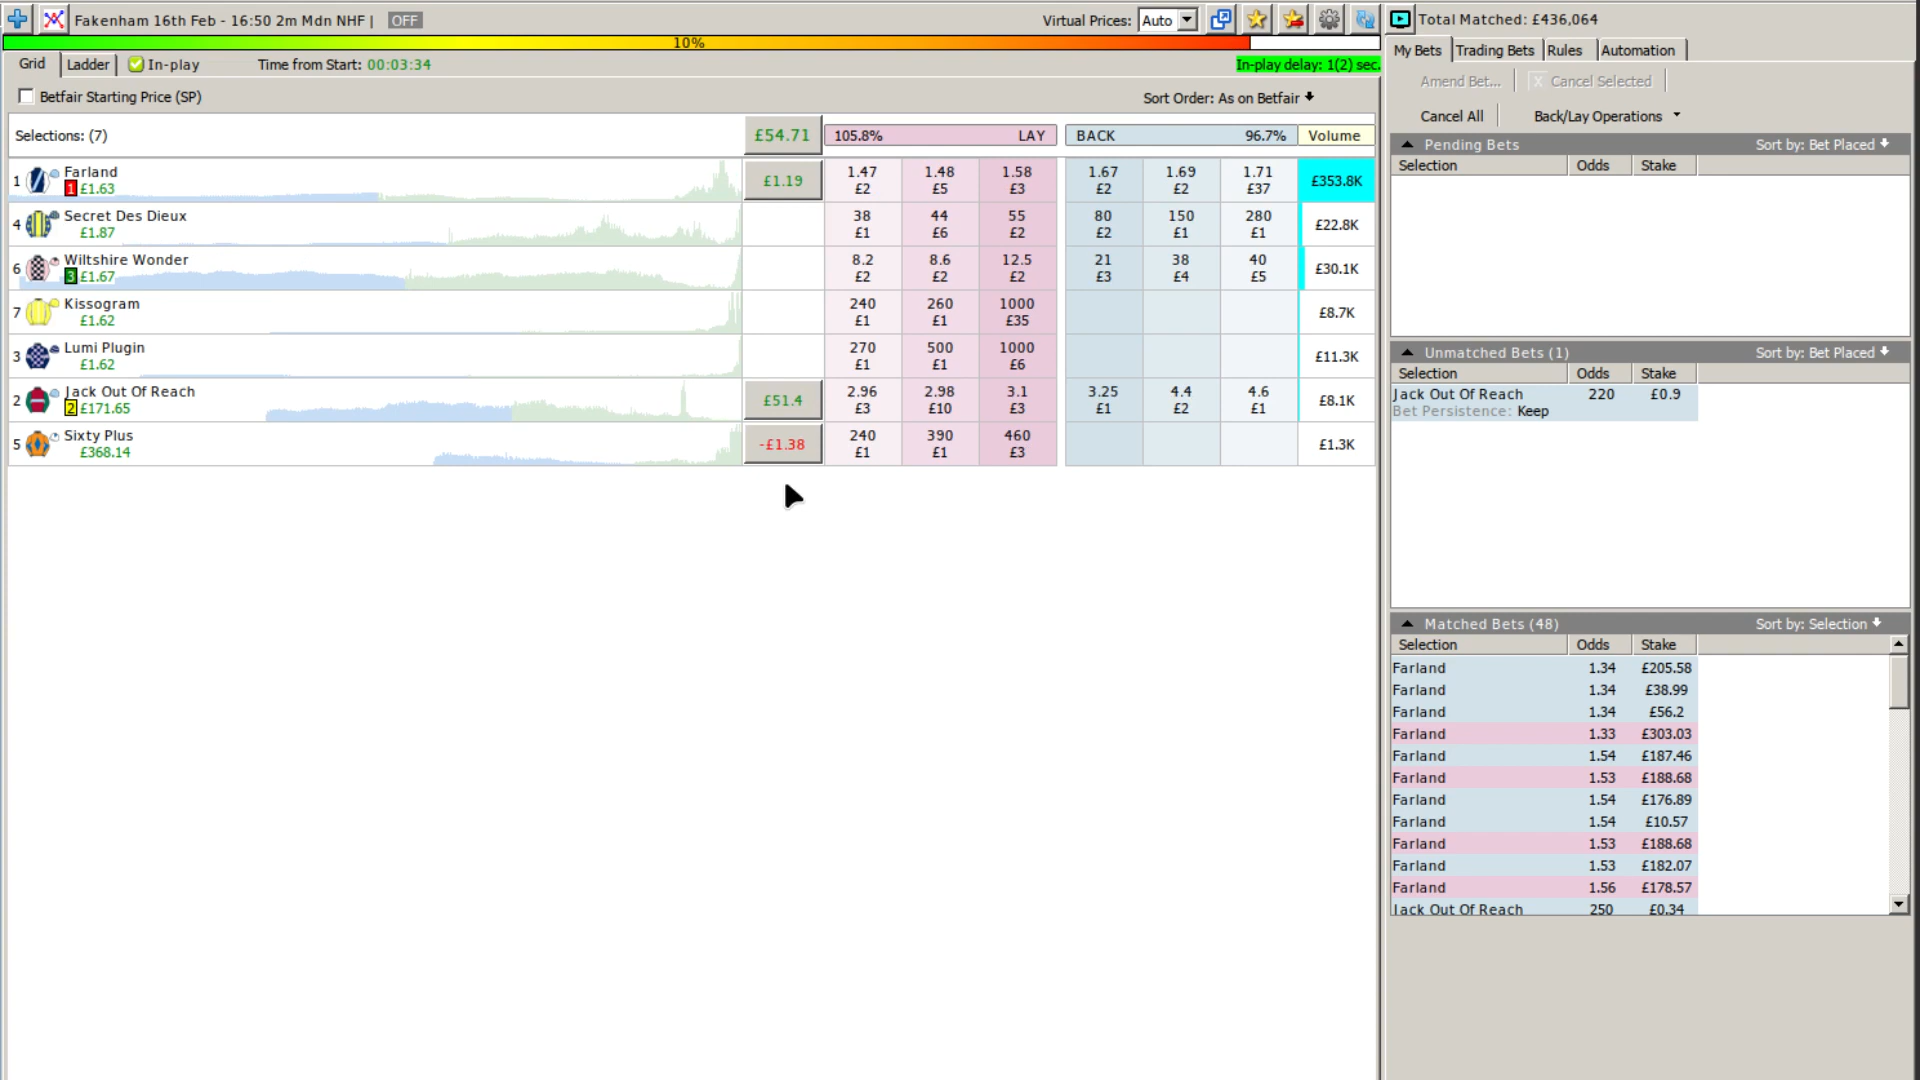 Fakenham 16th Feb - 16:50 2m Mdn NHF | OFF Virtual Prices: Auto Total Matched: £436,064
10%
Grid Ladder In-play Time from Start: 00:03:34 In-play delay: 1(2) sec.
Betfair Starting Price (SP) Sort Order: As on Betfair
Selections: (7) £54.71 105.8% LAY BACK 96.7% Volume
1 Farland 1.47 1.48 1.58 1.67 1.69 1.71
1 £1.63 £1.19 £2 £5 £3 £2 £2 £37 £353.8K
4 Secret Des Dieux 38 44 55 80 150 280
£1.87 £1 £6 £2 £2 £1 £1 £22.8K
6 Wiltshire Wonder 8.2 8.6 12.5 21 38 40
3 £1.67 £2 £2 £2 £3 £4 £5 £30.1K
7 Kissogram 240 260 1000
£1.62 £1 £1 £35 £8.7K
3 Lumi Plugin 270 500 1000
£1.62 £1 £1 £6 £11.3K
2 Jack Out Of Reach 2.96 2.98 3.1 3.25 4.4 4.6
2 £171.65 £51.4 £3 £10 £3 £1 £2 £1 £8.1K
5 Sixty Plus 240 390 460
£368.14 -£1.38 £1 £1 £3 £1.3K
My Bets Trading Bets Rules Automation
Amend Bet... X Cancel Selected
Cancel All Back/Lay Operations
Pending Bets Sort by: Bet Placed
Selection Odds Stake
Unmatched Bets (1) Sort by: Bet Placed
Selection Odds Stake
Jack Out Of Reach 220 £0.9
Bet Persistence: Keep
Matched Bets (48) Sort by: Selection
Selection Odds Stake
Farland 1.34 £205.58
Farland 1.34 £38.99
Farland 1.34 £56.2
Farland 1.33 £303.03
Farland 1.54 £187.46
Farland 1.53 £188.68
Farland 1.54 £176.89
Farland 1.54 £10.57
Farland 1.53 £188.68
Farland 1.53 £182.07
Farland 1.56 £178.57
Jack Out Of Reach 250 £0.34